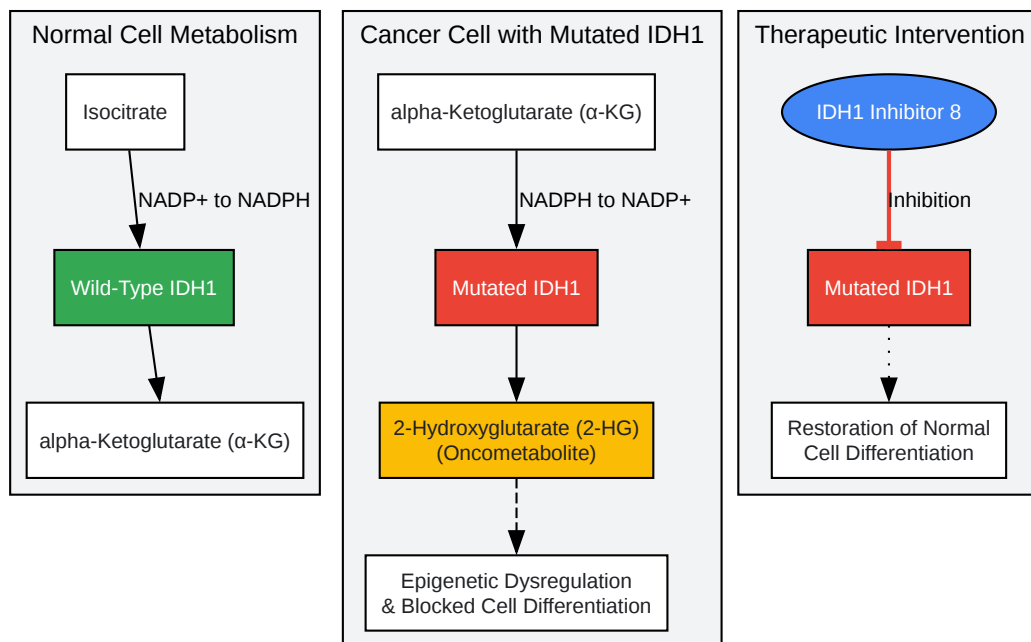 Normal Cell Metabolism
Isocitrate
NADP+ to NADPH
Wild-Type IDH1
alpha-Ketoglutarate (α-KG)
Cancer Cell with Mutated IDH1
alpha-Ketoglutarate (α-KG)
NADPH to NADP+
Mutated IDH1
2-Hydroxyglutarate (2-HG)
(Oncometabolite)
Epigenetic Dysregulation
& Blocked Cell Differentiation
Therapeutic Intervention
IDH1 Inhibitor 8
Inhibition
Mutated IDH1
Restoration of Normal
Cell Differentiation